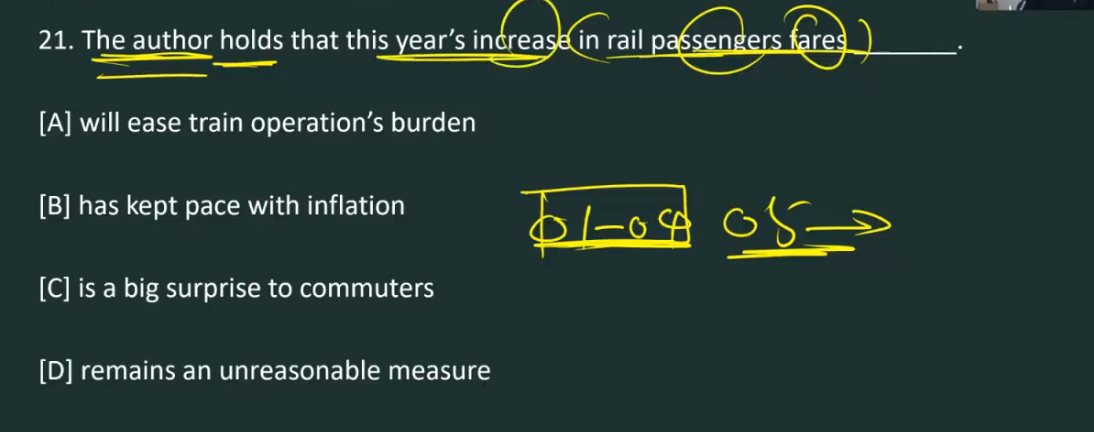 21. The author holds that this year's increase in rail passengers fares ______.
[A] will ease train operation's burden
[B] has kept pace with inflation
01-04 05
[C] is a big surprise to commuters
[D] remains an unreasonable measure